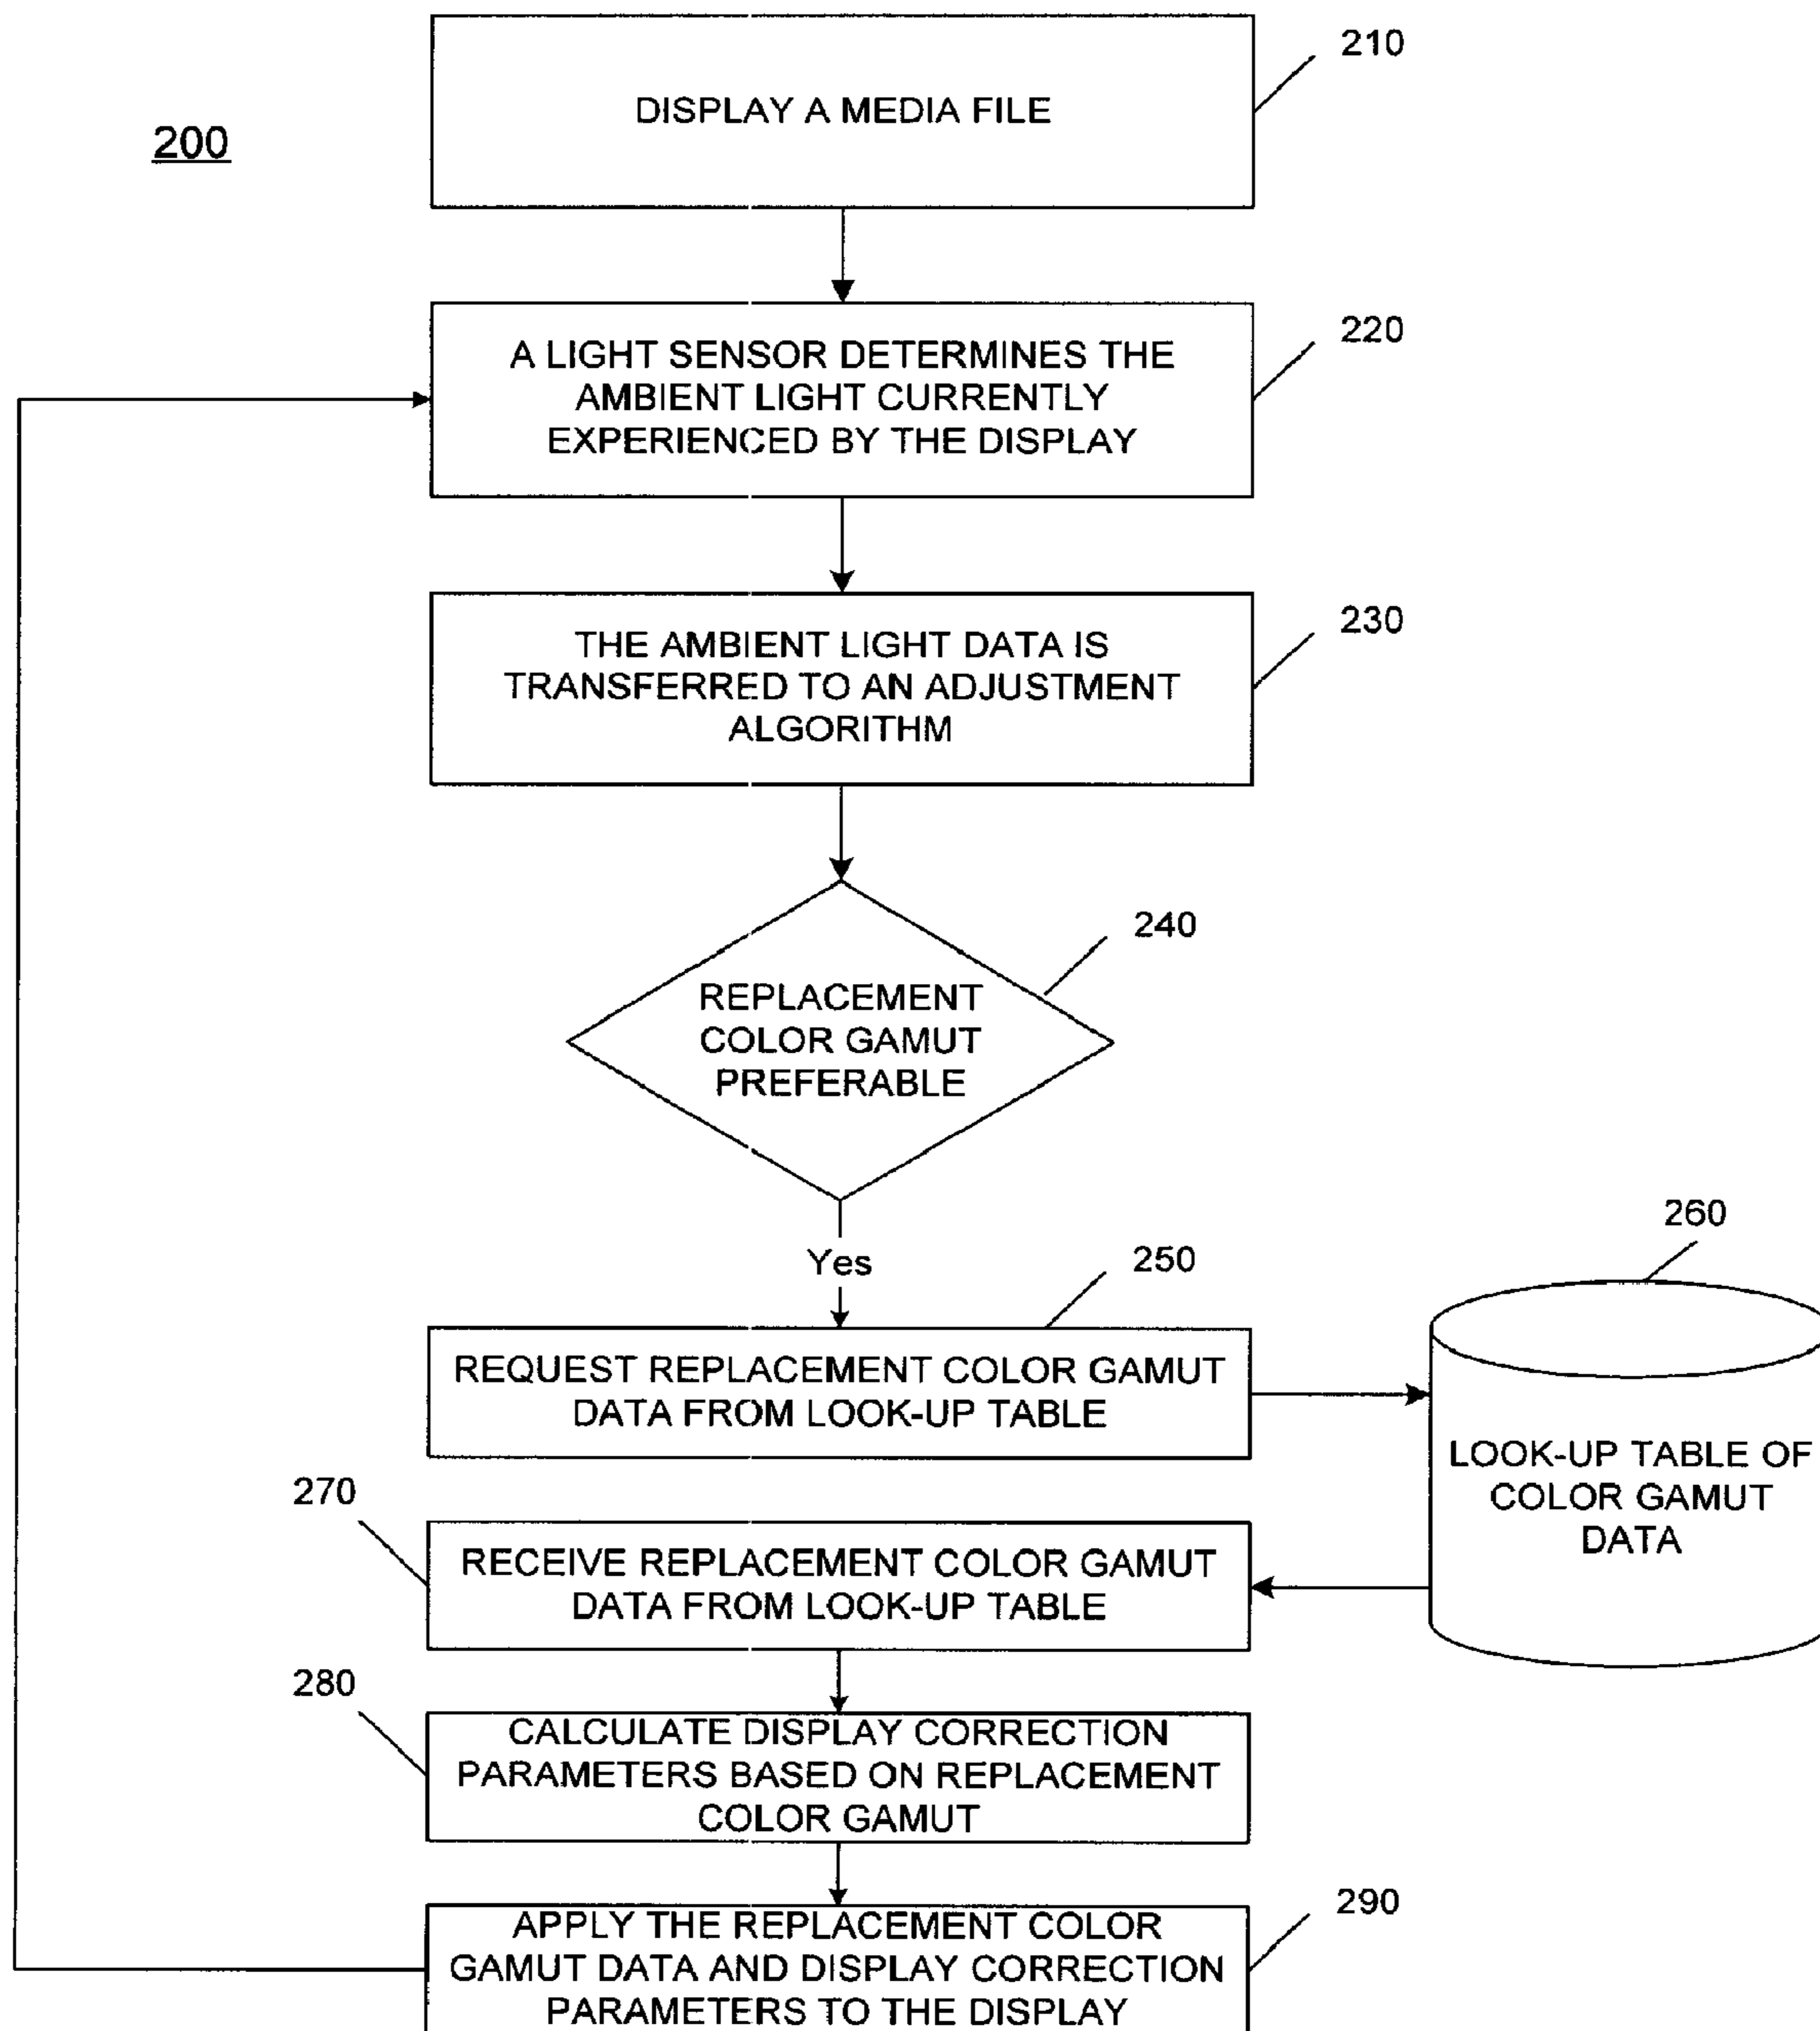 200
210
DISPLAY A MEDIA FILE
220
A LIGHT SENSOR DETERMINES THE
AMBIENT LIGHT CURRENTLY
EXPERIENCED BY THE DISPLAY
230
THE AMBIENT LIGHT DATA IS
TRANSFERRED TO AN ADJUSTMENT
ALGORITHM
240
REPLACEMENT
COLOR GAMUT
PREFERABLE
Yes
250
REQUEST REPLACEMENT COLOR GAMUT
DATA FROM LOOK-UP TABLE
260
LOOK-UP TABLE OF
COLOR GAMUT
DATA
270
RECEIVE REPLACEMENT COLOR GAMUT
DATA FROM LOOK-UP TABLE
280
CALCULATE DISPLAY CORRECTION
PARAMETERS BASED ON REPLACEMENT
COLOR GAMUT
290
APPLY THE REPLACEMENT COLOR
GAMUT DATA AND DISPLAY CORRECTION
PARAMETERS TO THE DISPLAY